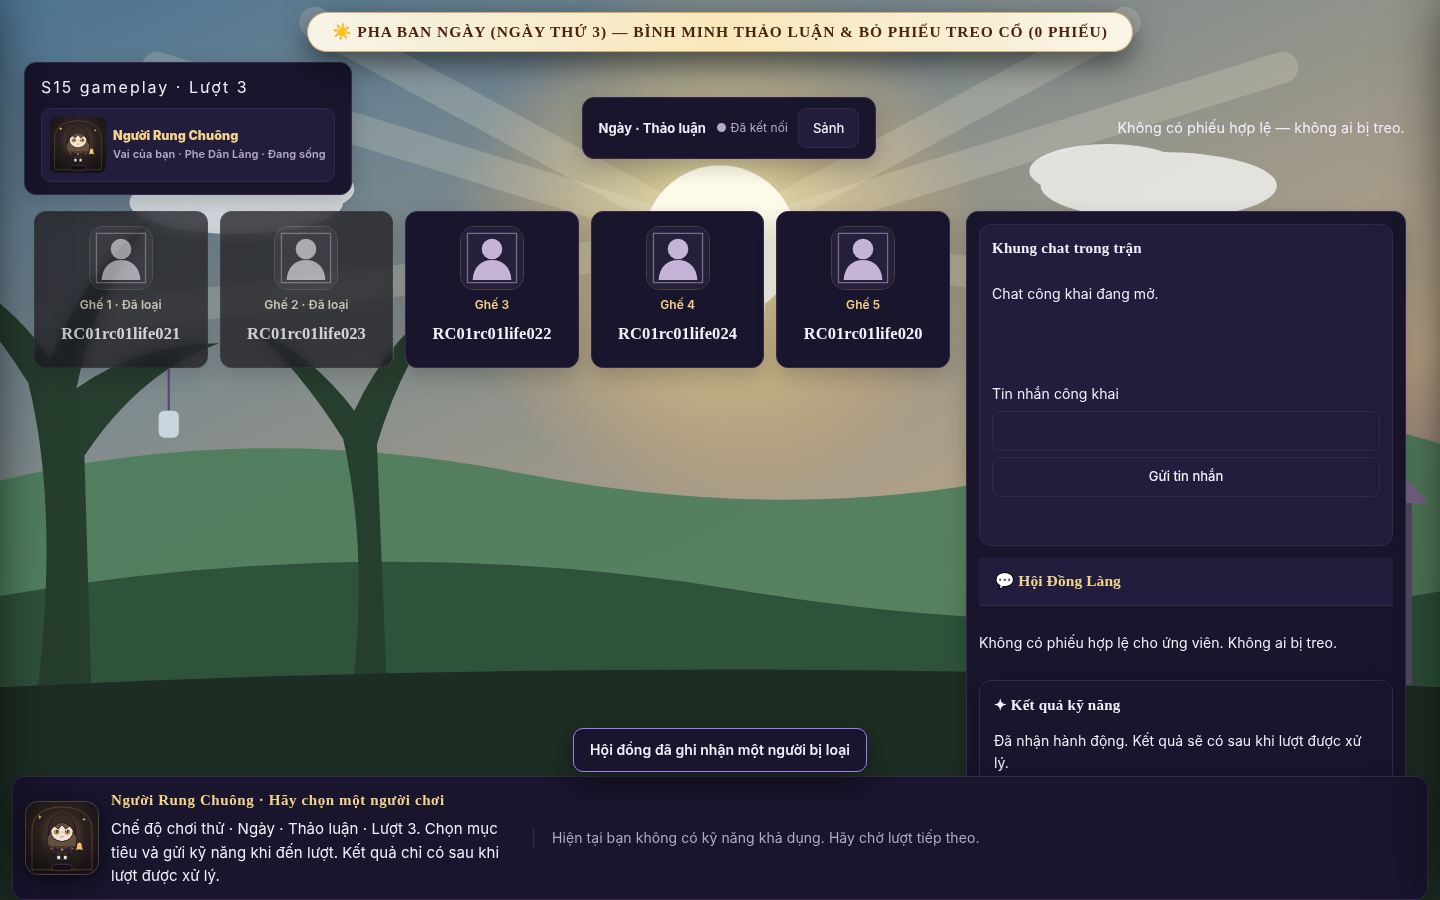 ☀️ PHA BAN NGÀY (NGÀY THỨ 3) — BÌNH MINH THẢO LUẬN & BỎ PHIẾU TREO CỔ (0 PHIẾU)
S15 gameplay · Lượt 3
Người Rung Chuông
Vai của bạn · Phe Dân Làng · Đang sống
Ngày · Thảo luận
Đã kết nối
Sảnh
Không có phiếu hợp lệ — không ai bị treo.
Ghế 1 · Đã loại
RC01rc01life021
Ghế 2 · Đã loại
RC01rc01life023
Ghế 3
RC01rc01life022
Ghế 4
RC01rc01life024
Ghế 5
RC01rc01life020
Khung chat trong trận
Chat công khai đang mở.
Tin nhắn công khai
Gửi tin nhắn
💬 Hội Đồng Làng
Không có phiếu hợp lệ cho ứng viên. Không ai bị treo.
✦ Kết quả kỹ năng
Đã nhận hành động. Kết quả sẽ có sau khi lượt được xử
lý.
Hội đồng đã ghi nhận một người bị loại
Người Rung Chuông · Hãy chọn một người chơi
Chế độ chơi thử · Ngày · Thảo luận · Lượt 3. Chọn mục
tiêu và gửi kỹ năng khi đến lượt. Kết quả chỉ có sau khi
lượt được xử lý.
Hiện tại bạn không có kỹ năng khả dụng. Hãy chờ lượt tiếp theo.